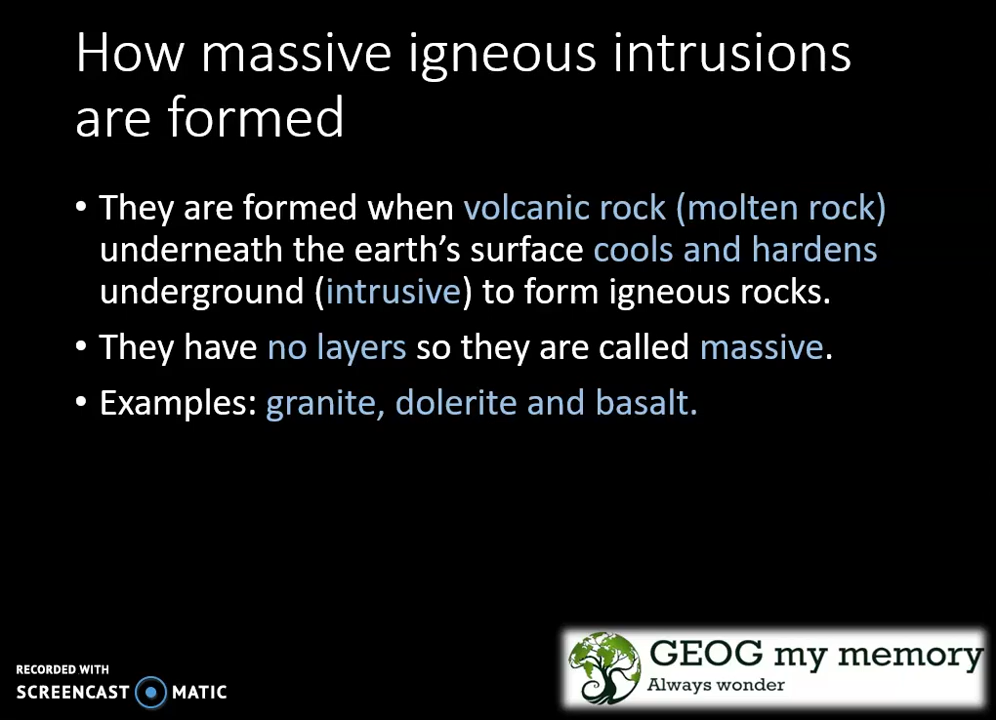 How massive igneous intrusions
are formed
• They are formed when volcanic rock (molten rock)
underneath the earth’s surface cools and hardens
underground (intrusive) to form igneous rocks.
• They have no layers so they are called massive.
• Examples: granite, dolerite and basalt.
RECORDED WITH
SCREENCAST MATIC
GEOG my memory
Always wonder